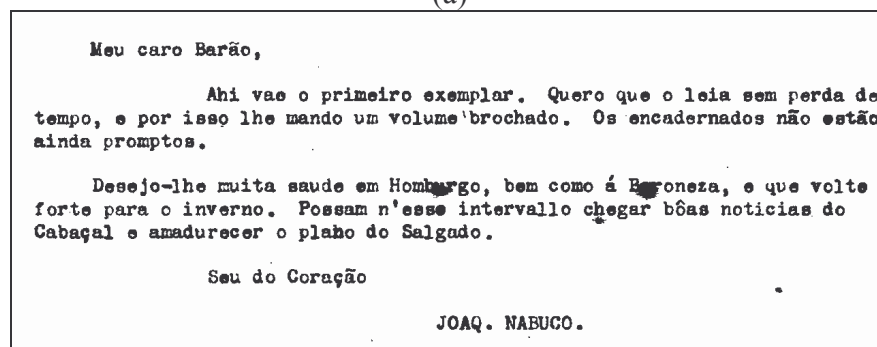 (a)
Meu caro Barão,
Ahi vae o primeiro exemplar. Quero que o leia sem perda de
tempo, e por isso lhe mando um volume brochado. Os encadernados não estão
ainda promptos.
Desejo-lhe muita saude em Homburgo, bem como á Baroneza, e que volte
forte para o inverno. Possam n'esse intervallo chegar bôas noticias do
Cabaçal e amadurecer o plano do Salgado.
Seu do Coração
JOAQ. NABUCO.